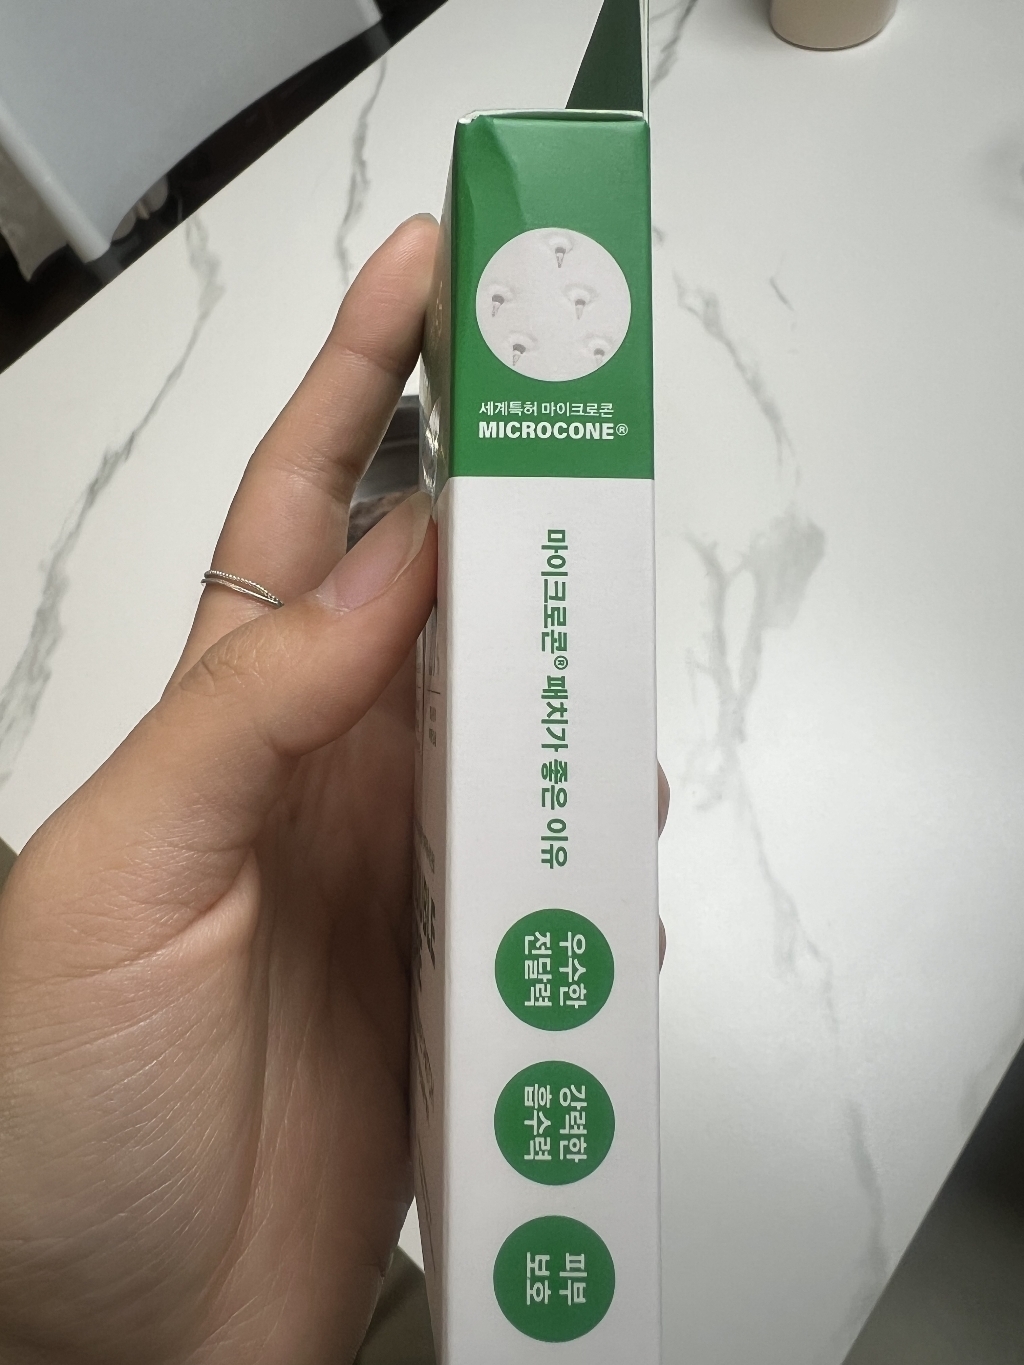 세계특허 마이크로콘
MICROCONE®
마이크로콘® 패치가 좋은 이유
우수한
전달력
강력한
흡수력
피부
보호